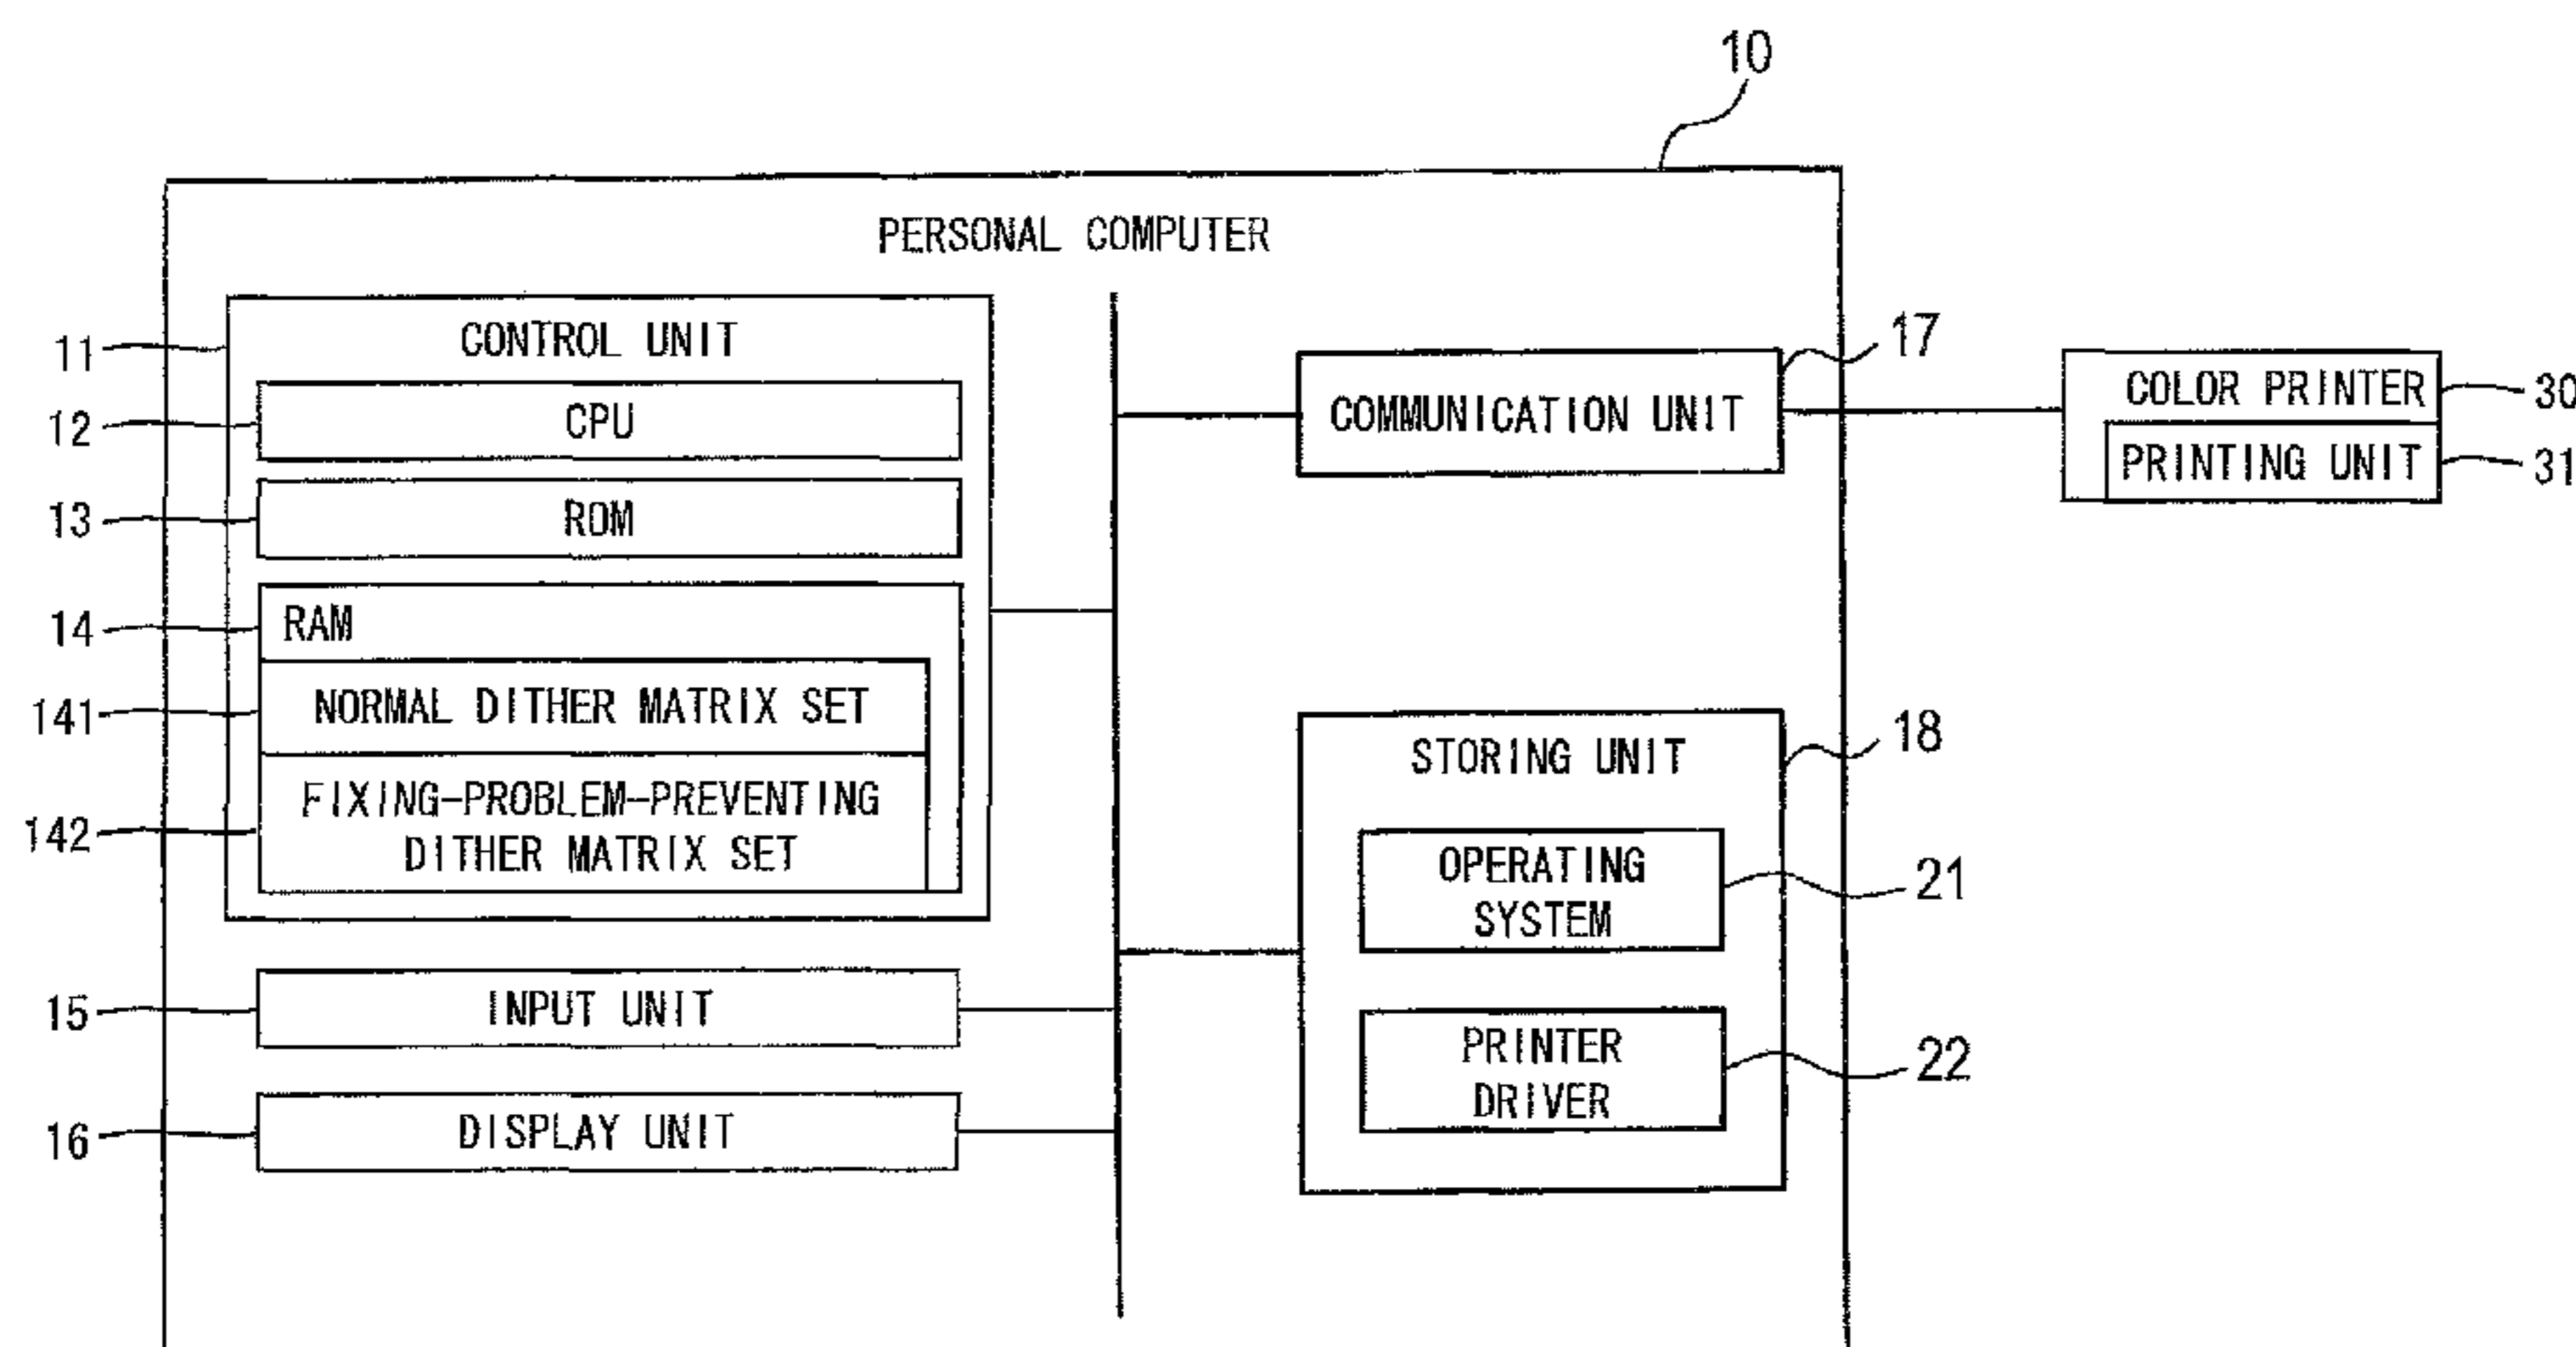 10
PERSONAL COMPUTER
11
CONTROL UNIT
12
CPU
13
ROM
14
RAM
141
NORMAL DITHER MATRIX SET
142
FIXING-PROBLEM-PREVENTING
DITHER MATRIX SET
15
INPUT UNIT
16
DISPLAY UNIT
17
COMMUNICATION UNIT
18
STORING UNIT
OPERATING
SYSTEM
21
PRINTER
DRIVER
22
COLOR PRINTER
30
PRINTING UNIT
31